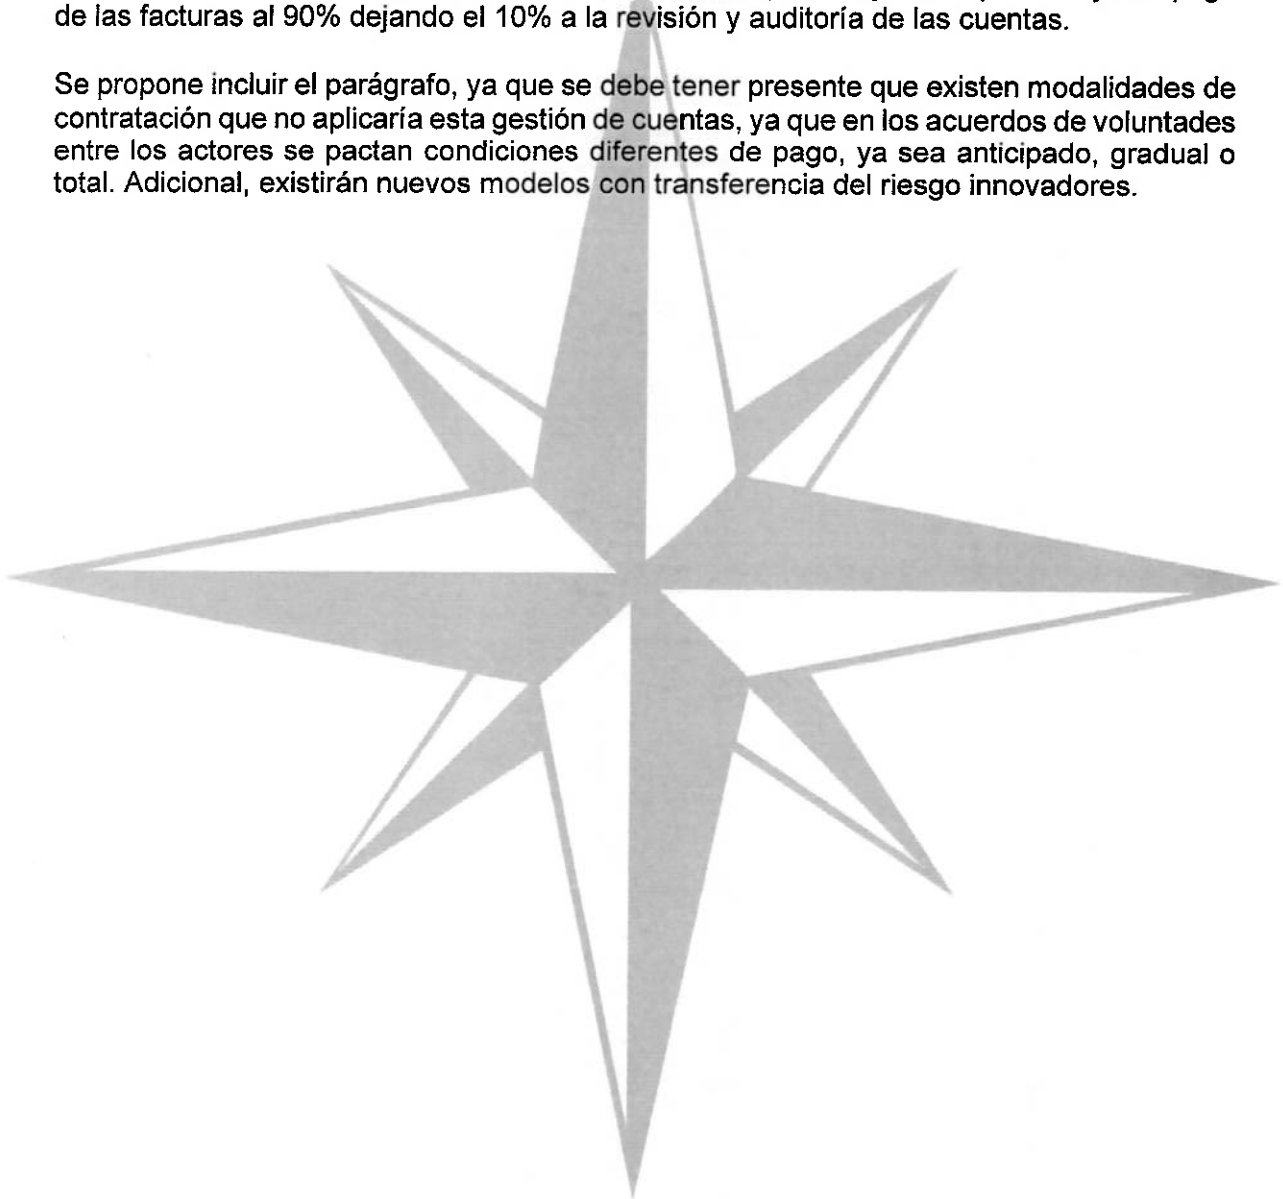 de las facturas al 90% dejando el 10% a la revisión y auditoría de las cuentas.
Se propone incluir el parágrafo, ya que se debe tener presente que existen modalidades de
contratación que no aplicaría esta gestión de cuentas, ya que en los acuerdos de voluntades
entre los actores se pactan condiciones diferentes de pago, ya sea anticipado, gradual o
total. Adicional, existirán nuevos modelos con transferencia del riesgo innovadores.